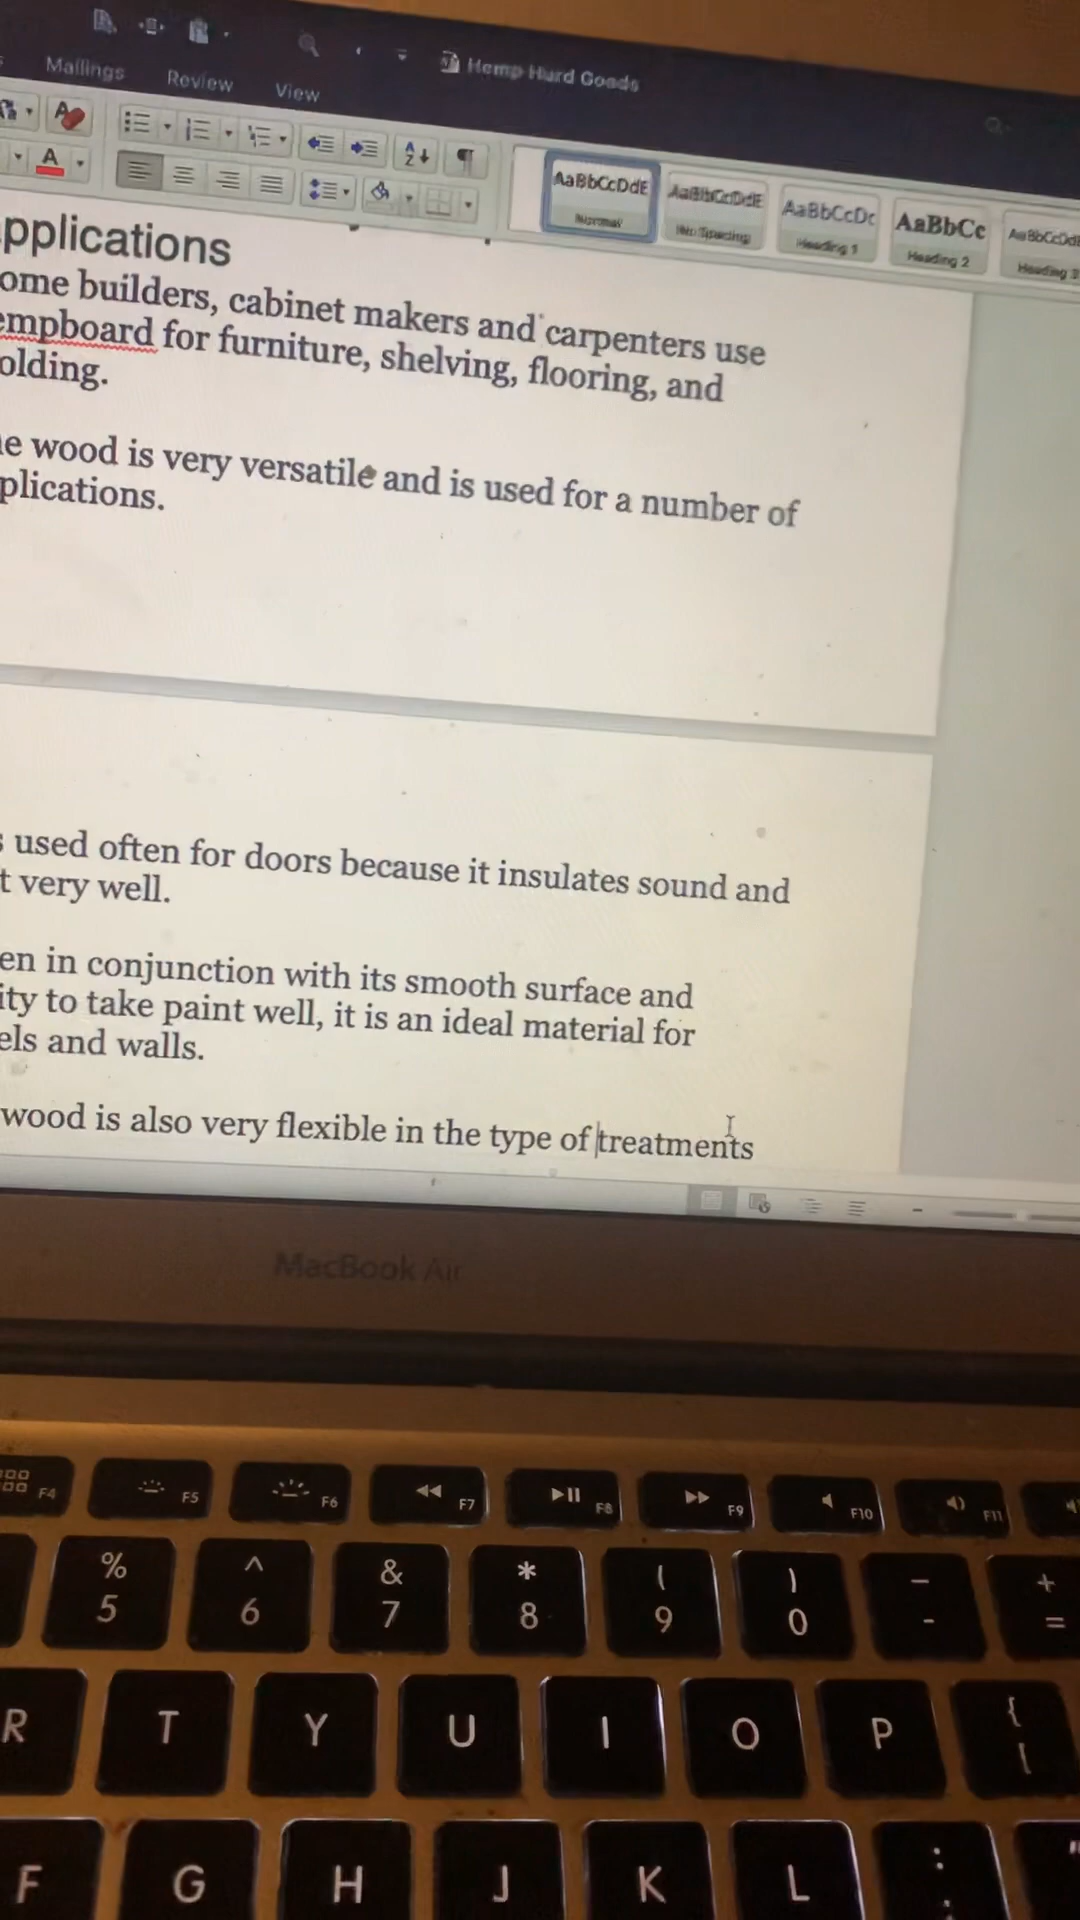 Mailings Review View
Hemp Hurd Goods
AaBbCcDdE AaBbCcDdE AaBbCcDc AaBbCc AaBbCcDdE
Normal No Spacing Heading 1 Heading 2 Heading 3
pplications
ome builders, cabinet makers and carpenters use
empboard for furniture, shelving, flooring, and
olding.
e wood is very versatile and is used for a number of
plications.
used often for doors because it insulates sound and
t very well.
en in conjunction with its smooth surface and
ity to take paint well, it is an ideal material for
els and walls.
wood is also very flexible in the type of treatments
MacBook Air
F4 F5 F6 F7 F8 F9 F10 F11
% ^ & * ( ) _ +
5 6 7 8 9 0 - =
R T Y U I O P {
[
F G H J K L :
;